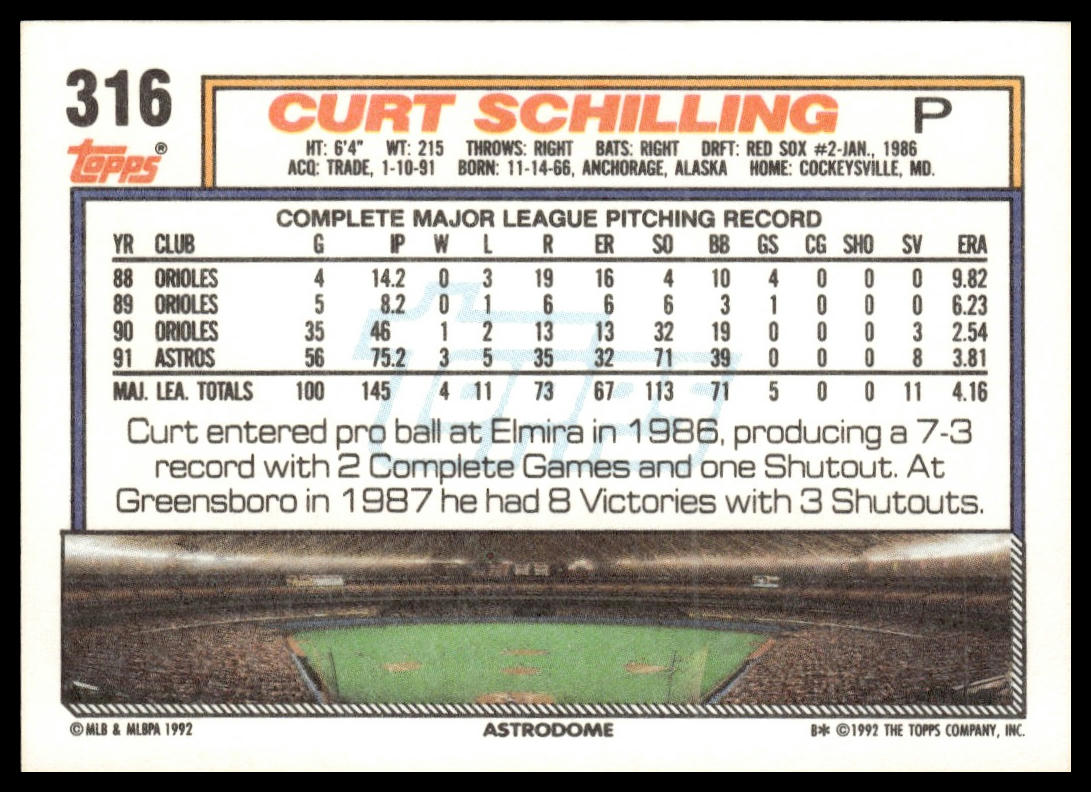 316
CURT SCHILLING P
topps®
HT: 6'4" WT: 215 THROWS: RIGHT BATS: RIGHT DRFT: RED SOX #2-JAN., 1986
ACQ: TRADE, 1-10-91 BORN: 11-14-66, ANCHORAGE, ALASKA HOME: COCKEYSVILLE, MD.
COMPLETE MAJOR LEAGUE PITCHING RECORD
YR CLUB G IP W L R ER SO BB GS CG SHO SV ERA
88 ORIOLES 4 14.2 0 3 19 16 4 10 4 0 0 0 9.82
89 ORIOLES 5 8.2 0 1 6 6 6 3 1 0 0 0 6.23
90 ORIOLES 35 46 1 2 13 13 32 19 0 0 0 3 2.54
91 ASTROS 56 75.2 3 5 35 32 71 39 0 0 0 8 3.81
MAJ. LEA. TOTALS 100 145 4 11 73 67 113 71 5 0 0 11 4.16
topps
Curt entered pro ball at Elmira in 1986, producing a 7-3
record with 2 Complete Games and one Shutout. At
Greensboro in 1987 he had 8 Victories with 3 Shutouts.
© MLB & MLBPA 1992 ASTRODOME B* © 1992 THE TOPPS COMPANY, INC.